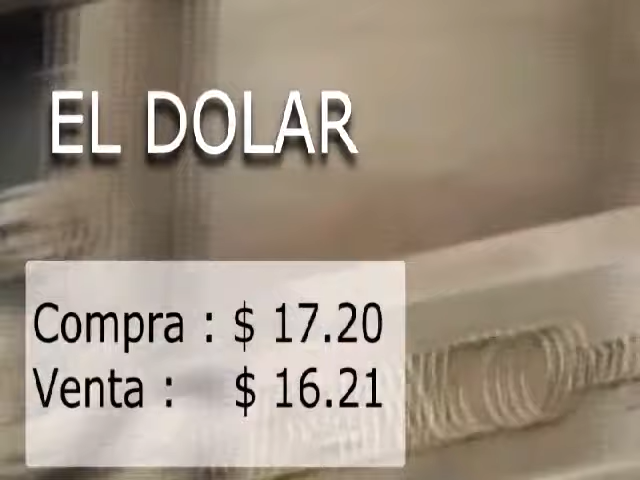 EL DOLAR
Compra : $ 17.20
Venta : $ 16.21